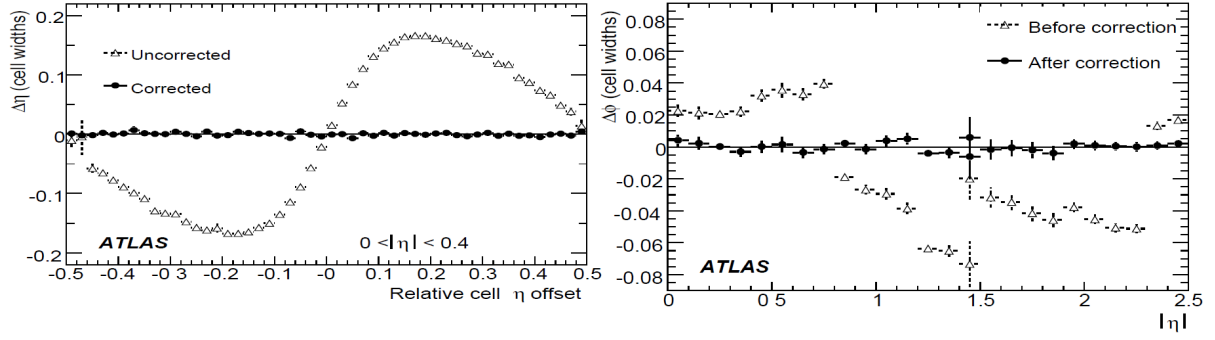 Δη (cell widths)
0.2
0.1
0
-0.1
-0.2
Uncorrected
Corrected
ATLAS
0 <|η| < 0.4
-0.5 -0.4 -0.3 -0.2 -0.1 -0 0.1 0.2 0.3 0.4 0.5
Relative cell η offset
Δϕ (cell widths)
0.08
0.06
0.04
0.02
0
-0.02
-0.04
-0.06
-0.08
Before correction
After correction
ATLAS
0 0 5 1 1.5 2 2.5
|η|